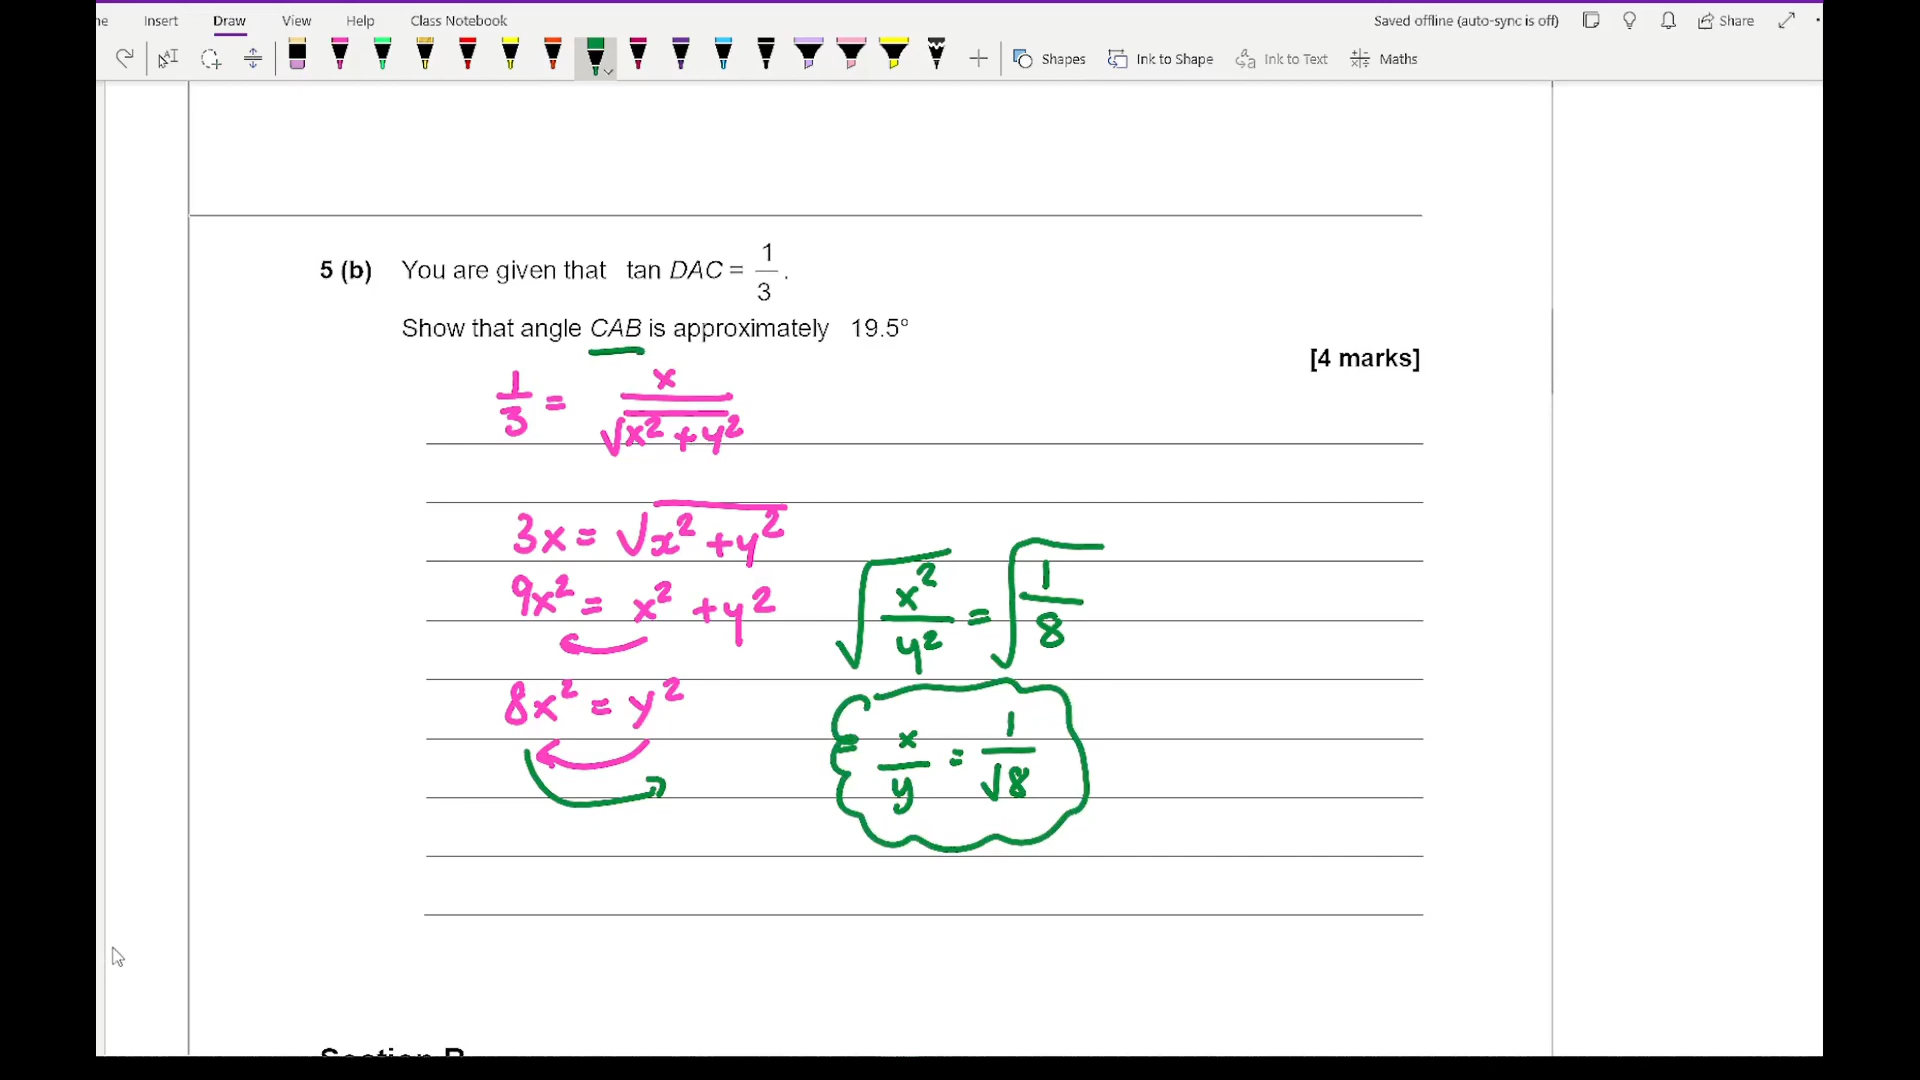 Insert Draw View Help Class Notebook Saved offline (auto-sync is off) Share
Shapes Ink to Shape Ink to Text Maths
5 (b) You are given that tan DAC = 1/3.
Show that angle CAB is approximately 19.5°
[4 marks]
1/3 = x/√(x²+y²)
3x = √(x²+y²)
9x² = x² + y²
√(x²/y²) = √(1/8)
8x² = y²
= x/y = 1/√8